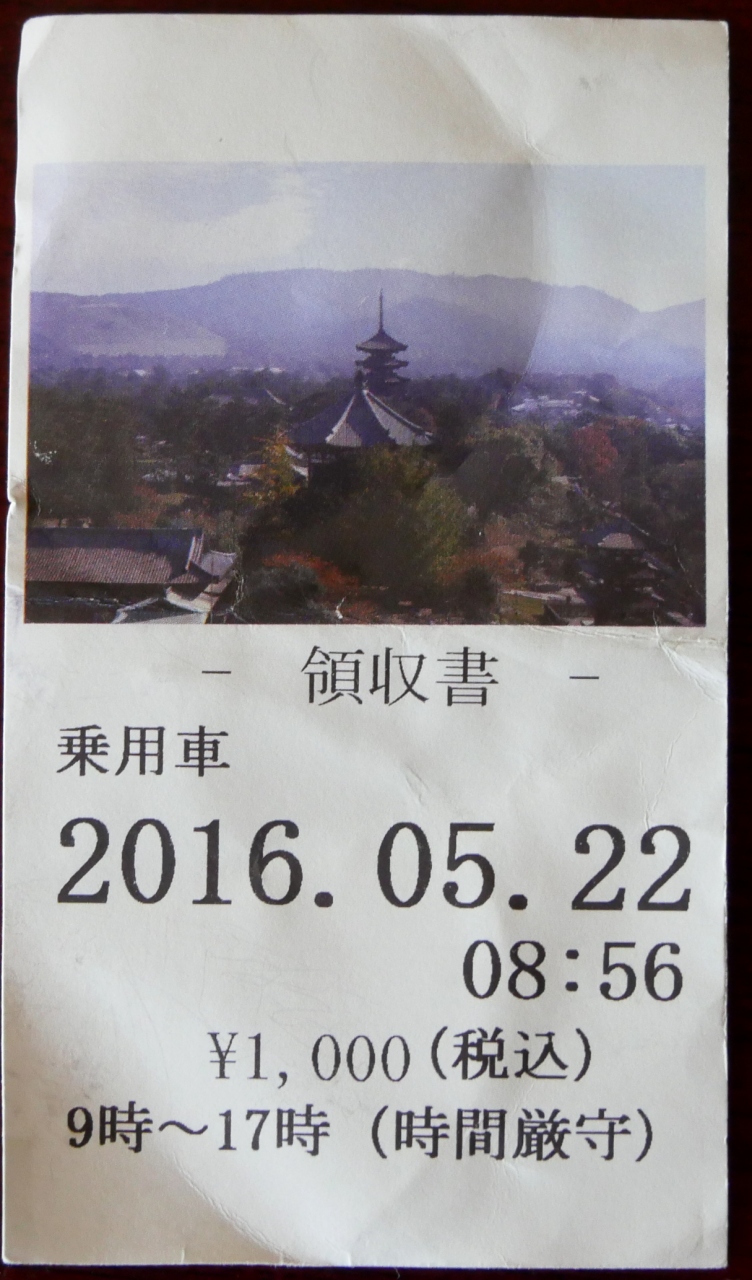 － 領収書 －
乗用車
2016.05.22
08:56
¥1,000(税込)
9時～17時 (時間厳守)